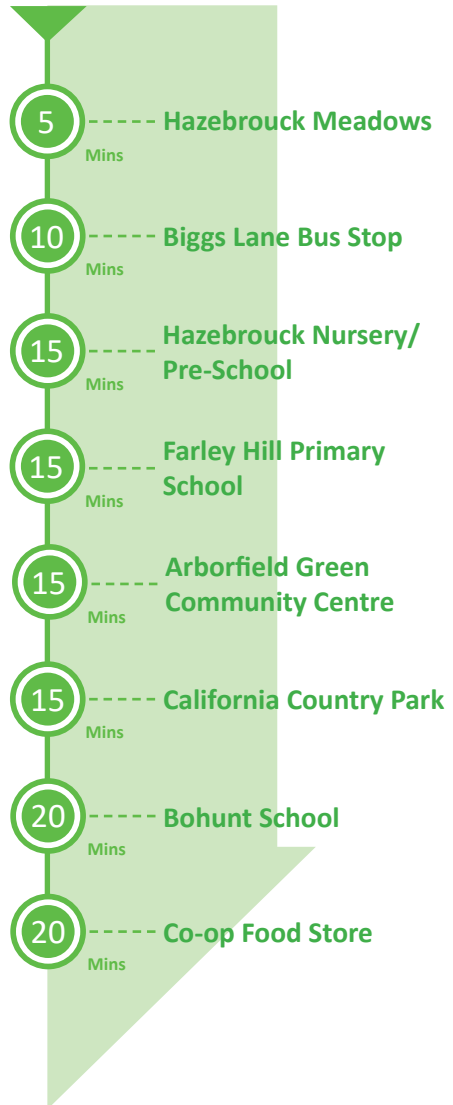 5
Hazebrouck Meadows
Mins
10
Biggs Lane Bus Stop
Mins
15
Hazebrouck Nursery/
Pre-School
Mins
15
Farley Hill Primary
School
Mins
15
Arborfield Green
Community Centre
Mins
15
California Country Park
Mins
20
Bohunt School
Mins
20
Co-op Food Store
Mins